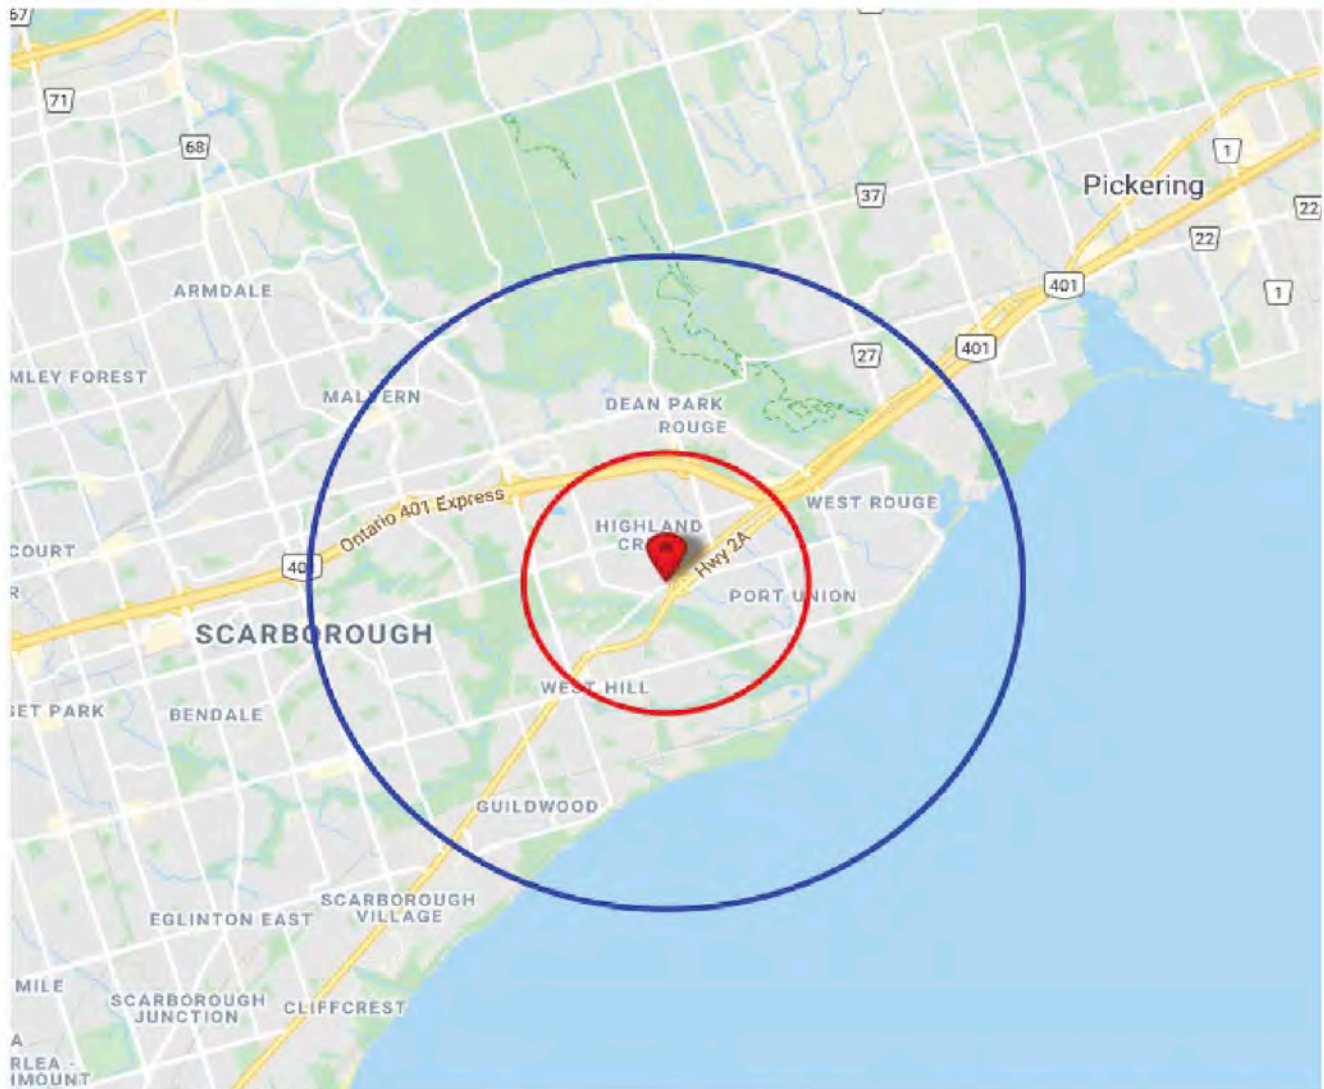 67
71
68
37
1
Pickering
22
22
401
1
ARMDALE
401
27
MLEY FOREST
MALVERN
DEAN PARK
ROUGE
Ontario 401 Express
WEST ROUGE
HIGHLAND
COURT
401
Hwy 2A
R
PORT UNION
SCARBOROUGH
WEST HILL
SET PARK
BENDALE
GUILDWOOD
SCARBOROUGH
VILLAGE
EGLINTON EAST
MILE
SCARBOROUGH
JUNCTION
CLIFFCREST
A
RLEA -
IMOUNT